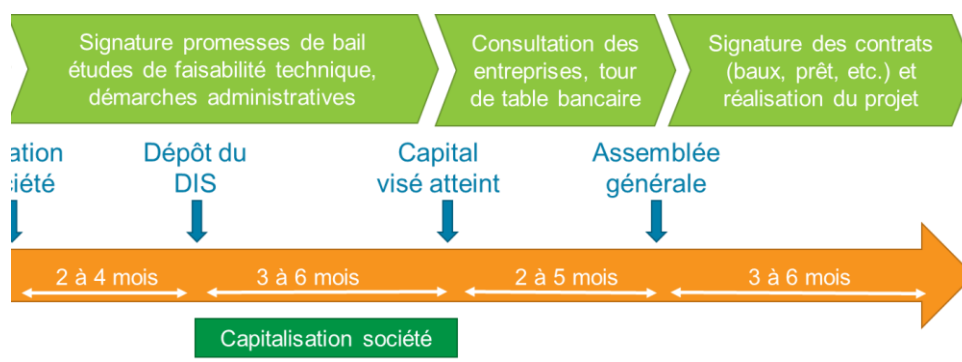 Signature promesses de bail
études de faisabilité technique,
démarches administratives
Consultation des
entreprises, tour
de table bancaire
Signature des contrats
(baux, prêt, etc.) et
réalisation du projet
Dépôt du
DIS
Capital
visé atteint
Assemblée
générale
2 à 4 mois
3 à 6 mois
2 à 5 mois
3 à 6 mois
Capitalisation société